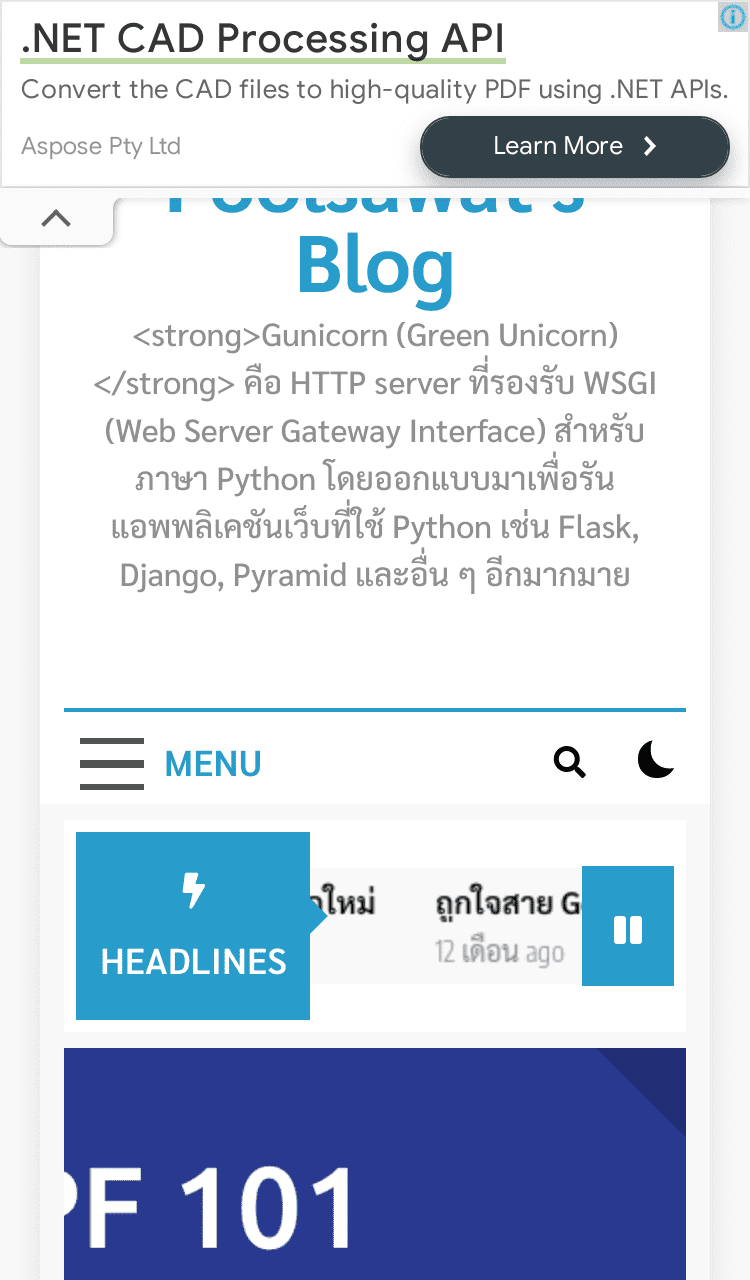 .NET CAD Processing API
Convert the CAD files to high-quality PDF using .NET APIs.
Aspose Pty Ltd
Learn More
Blog
<strong>Gunicorn (Green Unicorn)
</strong> คือ HTTP server ที่รองรับ WSGI
(Web Server Gateway Interface) สำหรับ
ภาษา Python โดยออกแบบมาเพื่อรัน
แอพพลิเคชันเว็บที่ใช้ Python เช่น Flask,
Django, Pyramid และอื่น ๆ อีกมากมาย
MENU
HEADLINES
ใหม่
ถูกใจสาย G
12 เดือน ago
PF 101